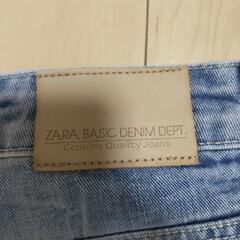 ZARA BASIC DENIM DEPT.
Genuine Quality Jeans